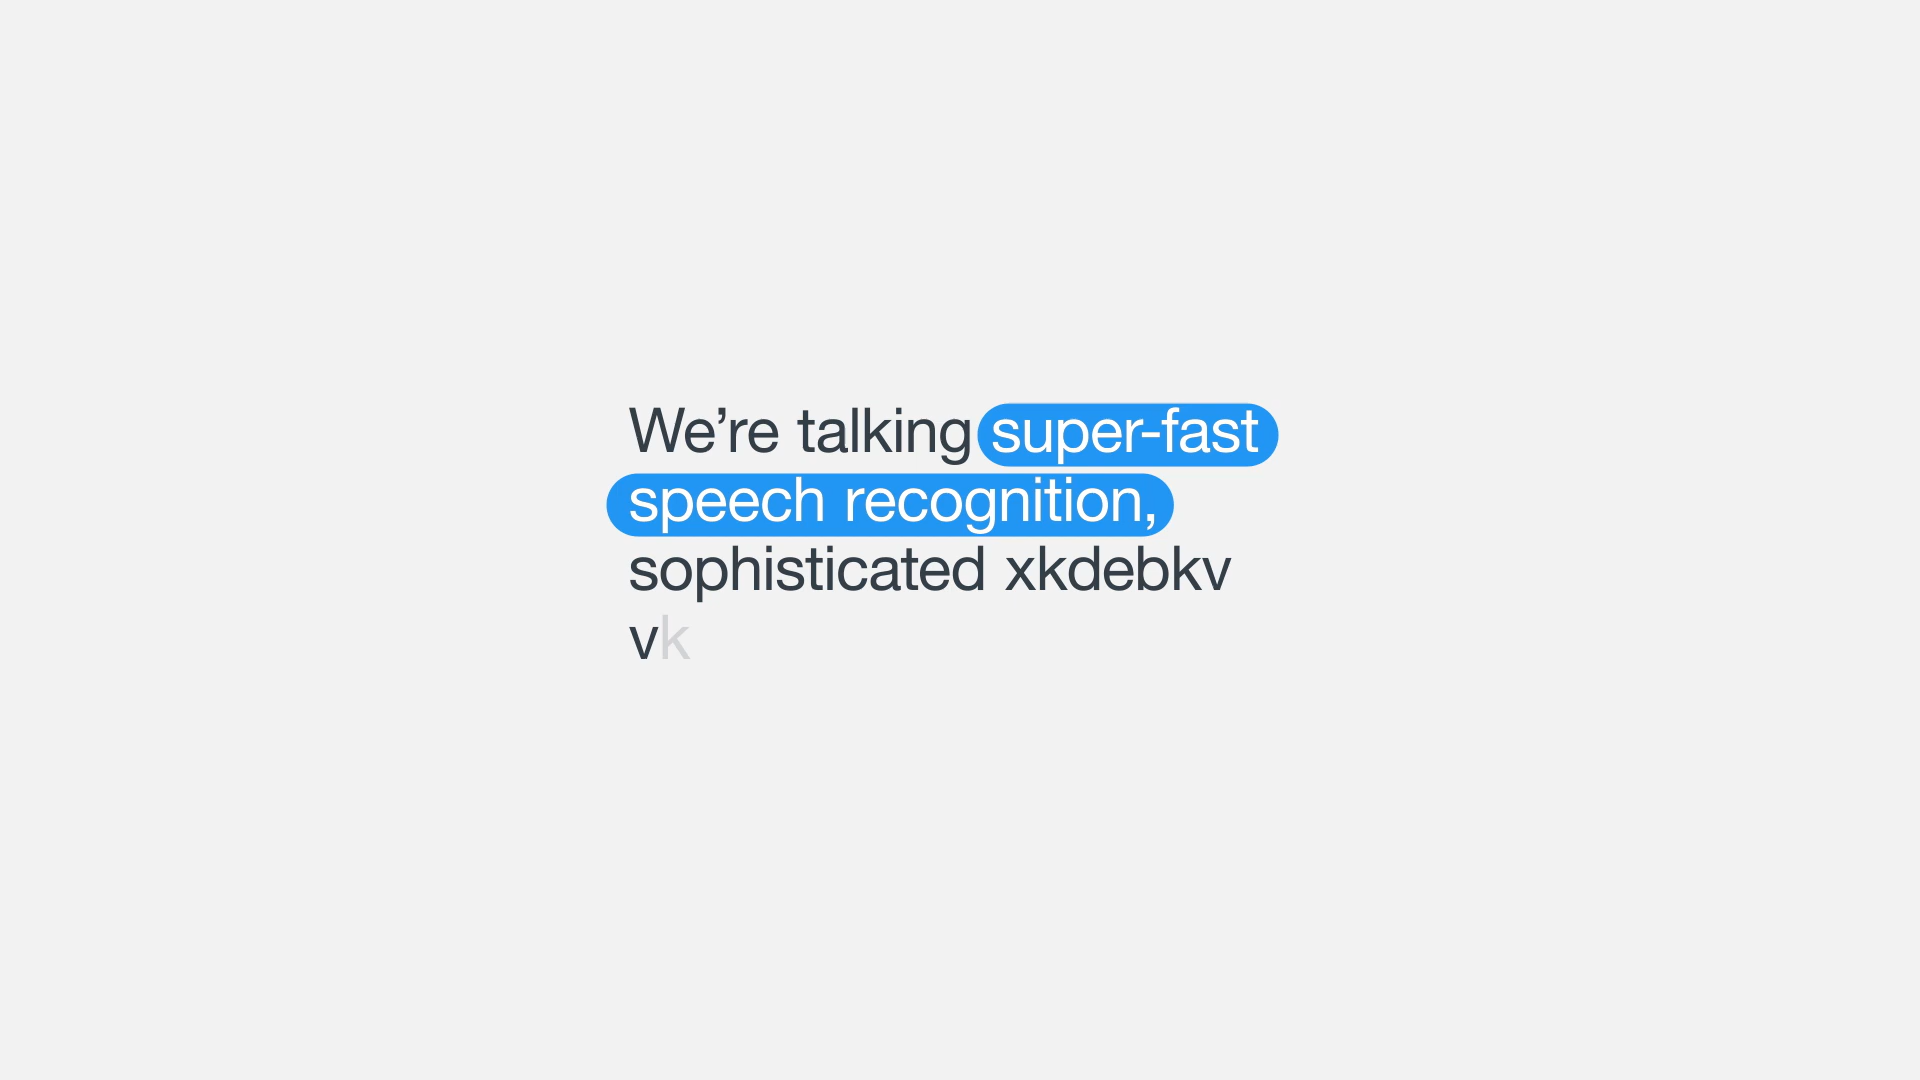 We’re talking super-fast
speech recognition,
sophisticated xkdebkv
vk